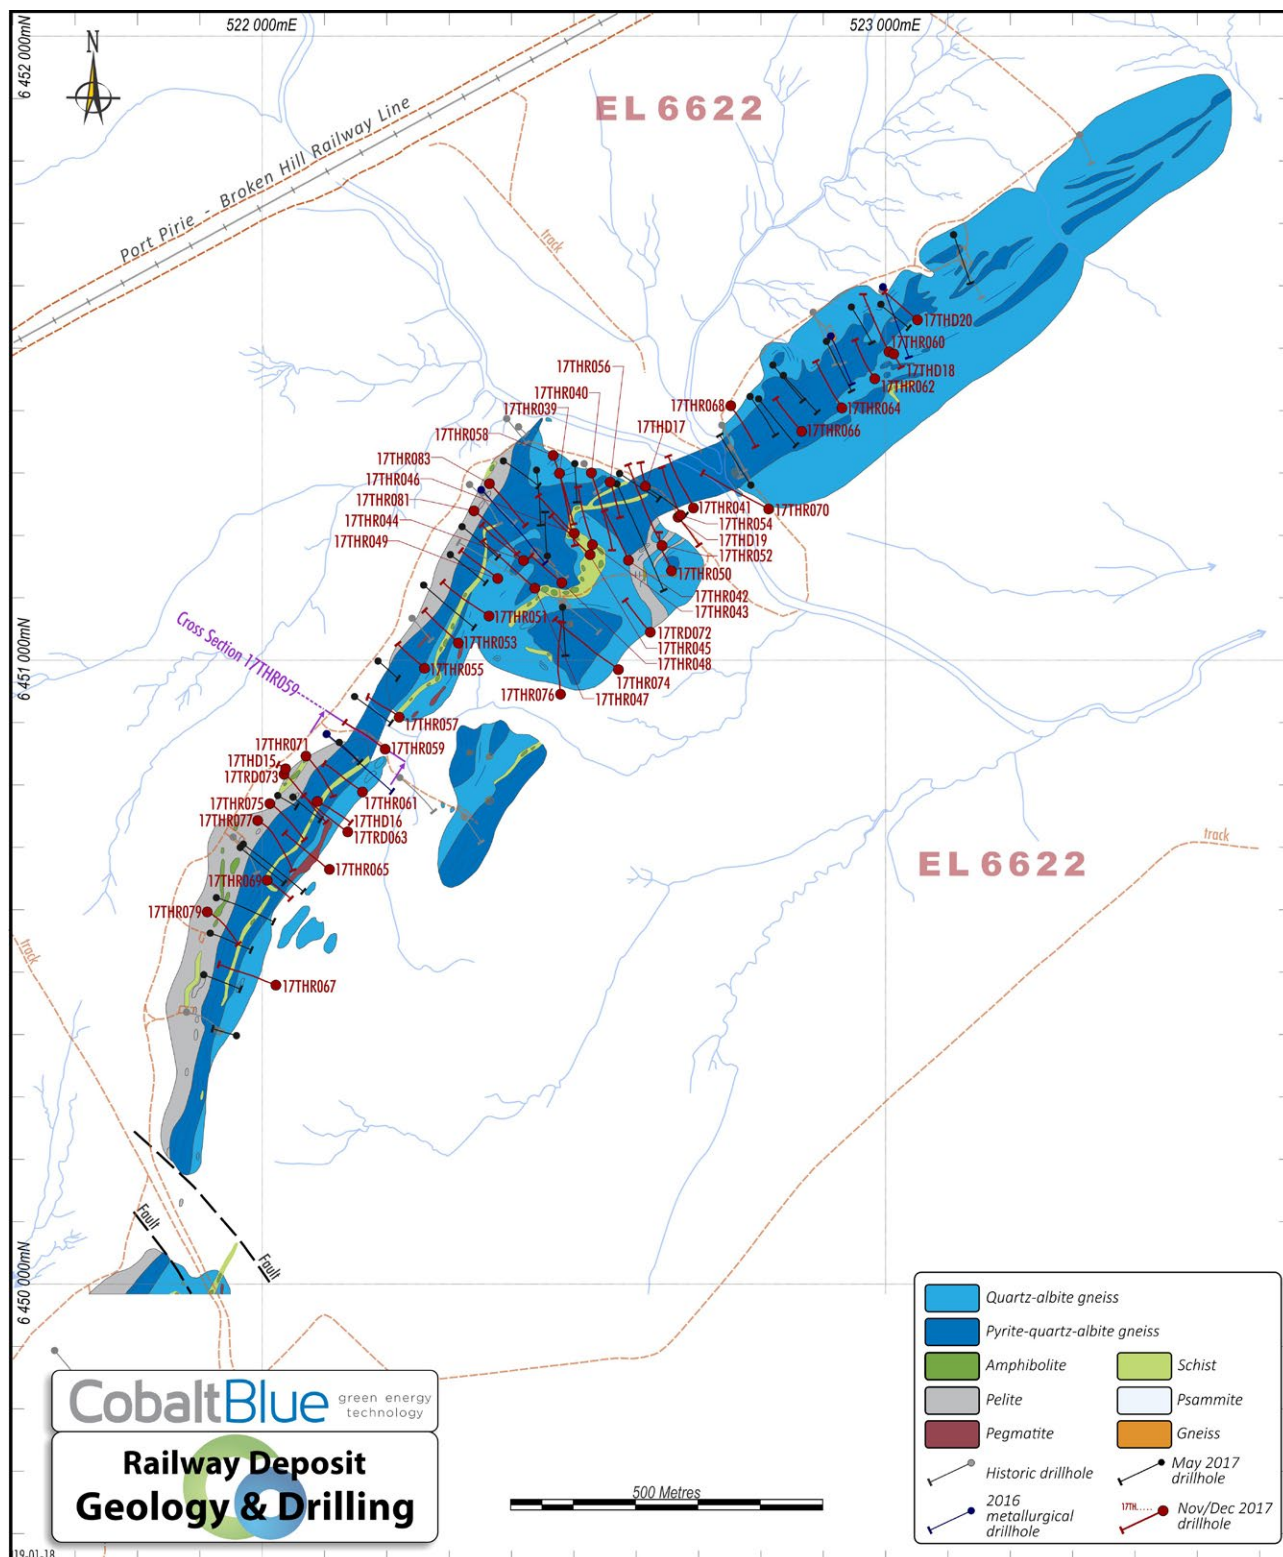 522 000mE
523 000mE
6 452 000mN
N
EL 6622
Port Pirie - Broken Hill Railway Line
track
17THD20
17THR060
17THD18
17THR062
17THR064
17THR066
17THR056
17THR040
17THR039
17THR068
17THD17
17THR058
17THR083
17THR046
17THR081
17THR044
17THR049
17THR070
17THR041
17THR054
17THD19
17THR052
17THR050
17THR042
17THR043
17THR051
17THR053
17THR055
17TRD072
17THR045
17THR048
17THR074
17THR047
17THR076
6 451 000mN
Cross Section 17THR059
17THR057
17THR059
17THR071
17THD15
17TRD073
17THR075
17THR077
17THR061
17THD16
17TRD063
17THR065
17THR069
17THR079
17THR067
track
EL 6622
track
Fault
Fault
6 450 000mN
CobaltBlue green energy technology
Railway Deposit
Geology & Drilling
500 Metres
Quartz-albite gneiss
Pyrite-quartz-albite gneiss
Amphibolite
Schist
Pelite
Psammite
Pegmatite
Gneiss
Historic drillhole
May 2017
drillhole
2016
metallurgical
drillhole
17TH.....
Nov/Dec 2017
drillhole
19-01-18